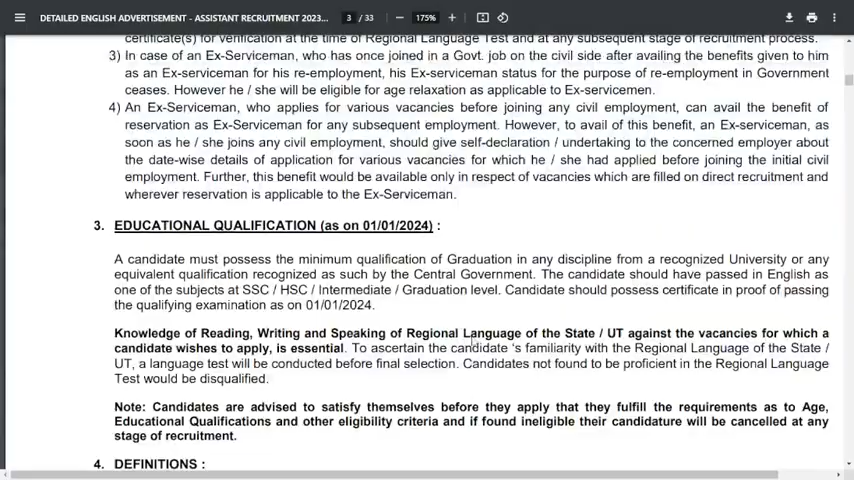 DETAILED ENGLISH ADVERTISEMENT - ASSISTANT RECRUITMENT 2023...
3 / 33
175%
certificate(s) for verification at the time of Regional Language Test and at any subsequent stage of recruitment process.
3) In case of an Ex-Serviceman, who has once joined in a Govt. job on the civil side after availing the benefits given to him
as an Ex-serviceman for his re-employment, his Ex-serviceman status for the purpose of re-employment in Government
ceases. However he / she will be eligible for age relaxation as applicable to Ex-servicemen.
4) An Ex-Serviceman, who applies for various vacancies before joining any civil employment, can avail the benefit of
reservation as Ex-Serviceman for any subsequent employment. However, to avail of this benefit, an Ex-serviceman, as
soon as he / she joins any civil employment, should give self-declaration / undertaking to the concerned employer about
the date-wise details of application for various vacancies for which he / she had applied before joining the initial civil
employment. Further, this benefit would be available only in respect of vacancies which are filled on direct recruitment and
wherever reservation is applicable to the Ex-Serviceman.
3. EDUCATIONAL QUALIFICATION (as on 01/01/2024) :
A candidate must possess the minimum qualification of Graduation in any discipline from a recognized University or any
equivalent qualification recognized as such by the Central Government. The candidate should have passed in English as
one of the subjects at SSC / HSC / Intermediate / Graduation level. Candidate should possess certificate in proof of passing
the qualifying examination as on 01/01/2024.
Knowledge of Reading, Writing and Speaking of Regional Language of the State / UT against the vacancies for which a
candidate wishes to apply, is essential. To ascertain the candidate 's familiarity with the Regional Language of the State /
UT, a language test will be conducted before final selection. Candidates not found to be proficient in the Regional Language
Test would be disqualified.
Note: Candidates are advised to satisfy themselves before they apply that they fulfill the requirements as to Age,
Educational Qualifications and other eligibility criteria and if found ineligible their candidature will be cancelled at any
stage of recruitment.
4. DEFINITIONS :